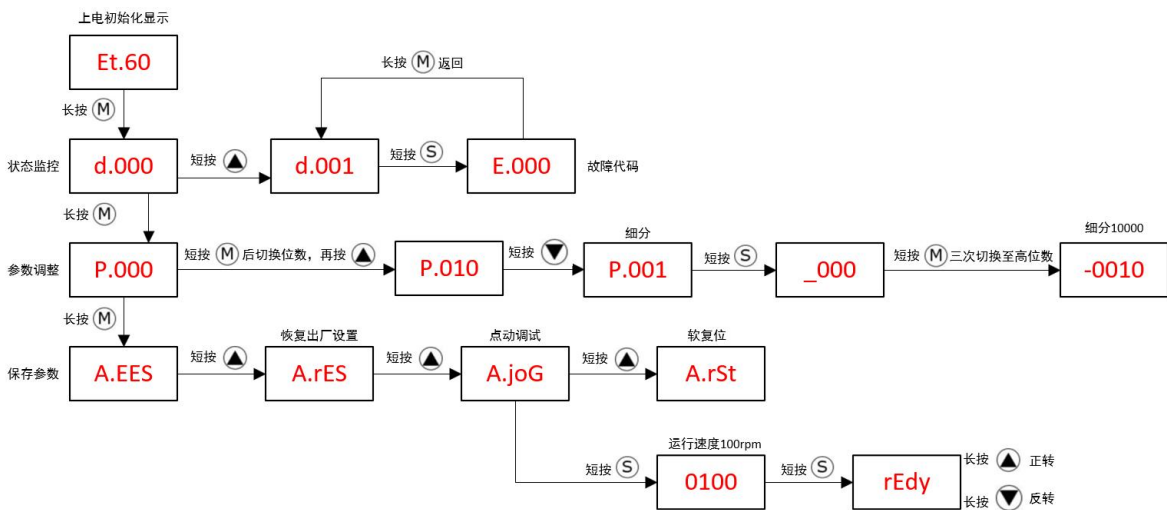 上电初始化显示
Et.60
长按 M
长按 M 返回
状态监控
d.000
短按 ▲
d.001
短按 S
E.000
故障代码
长按 M
参数调整
P.000
短按 M 后切换位数，再按 ▲
P.010
短按 ▼
细分
P.001
短按 S
_000
短按 M 三次切换至高位数
细分10000
-0010
长按 M
保存参数
A.EES
短按 ▲
恢复出厂设置
A.rES
短按 ▲
点动调试
A.joG
短按 ▲
软复位
A.rSt
短按 S
运行速度100rpm
0100
短按 S
rEdy
长按 ▲ 正转
长按 ▼ 反转